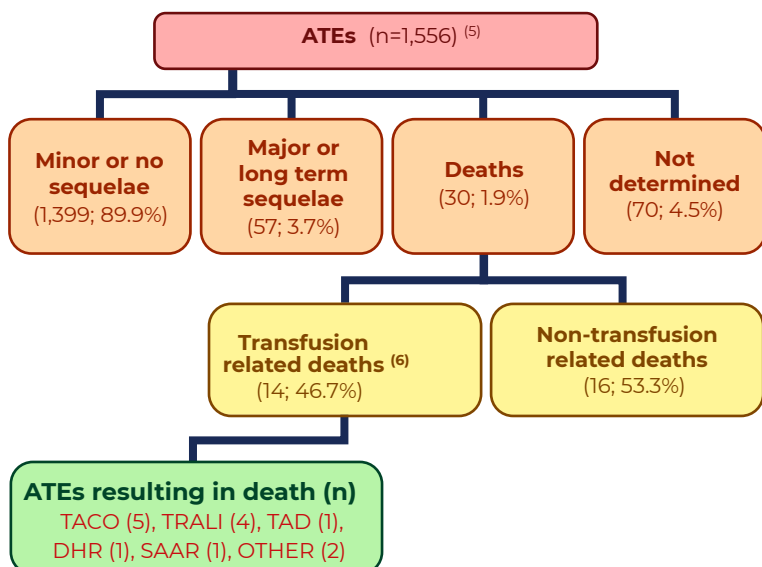 ATEs (n=1,556) (5)
Minor or no
sequelae
(1,399; 89.9%)
Major or
long term
sequelae
(57; 3.7%)
Deaths
(30; 1.9%)
Not
determined
(70; 4.5%)
Transfusion
related deaths (6)
(14; 46.7%)
Non-transfusion
related deaths
(16; 53.3%)
ATEs resulting in death (n)
TACO (5), TRALI (4), TAD (1),
DHR (1), SAAR (1), OTHER (2)